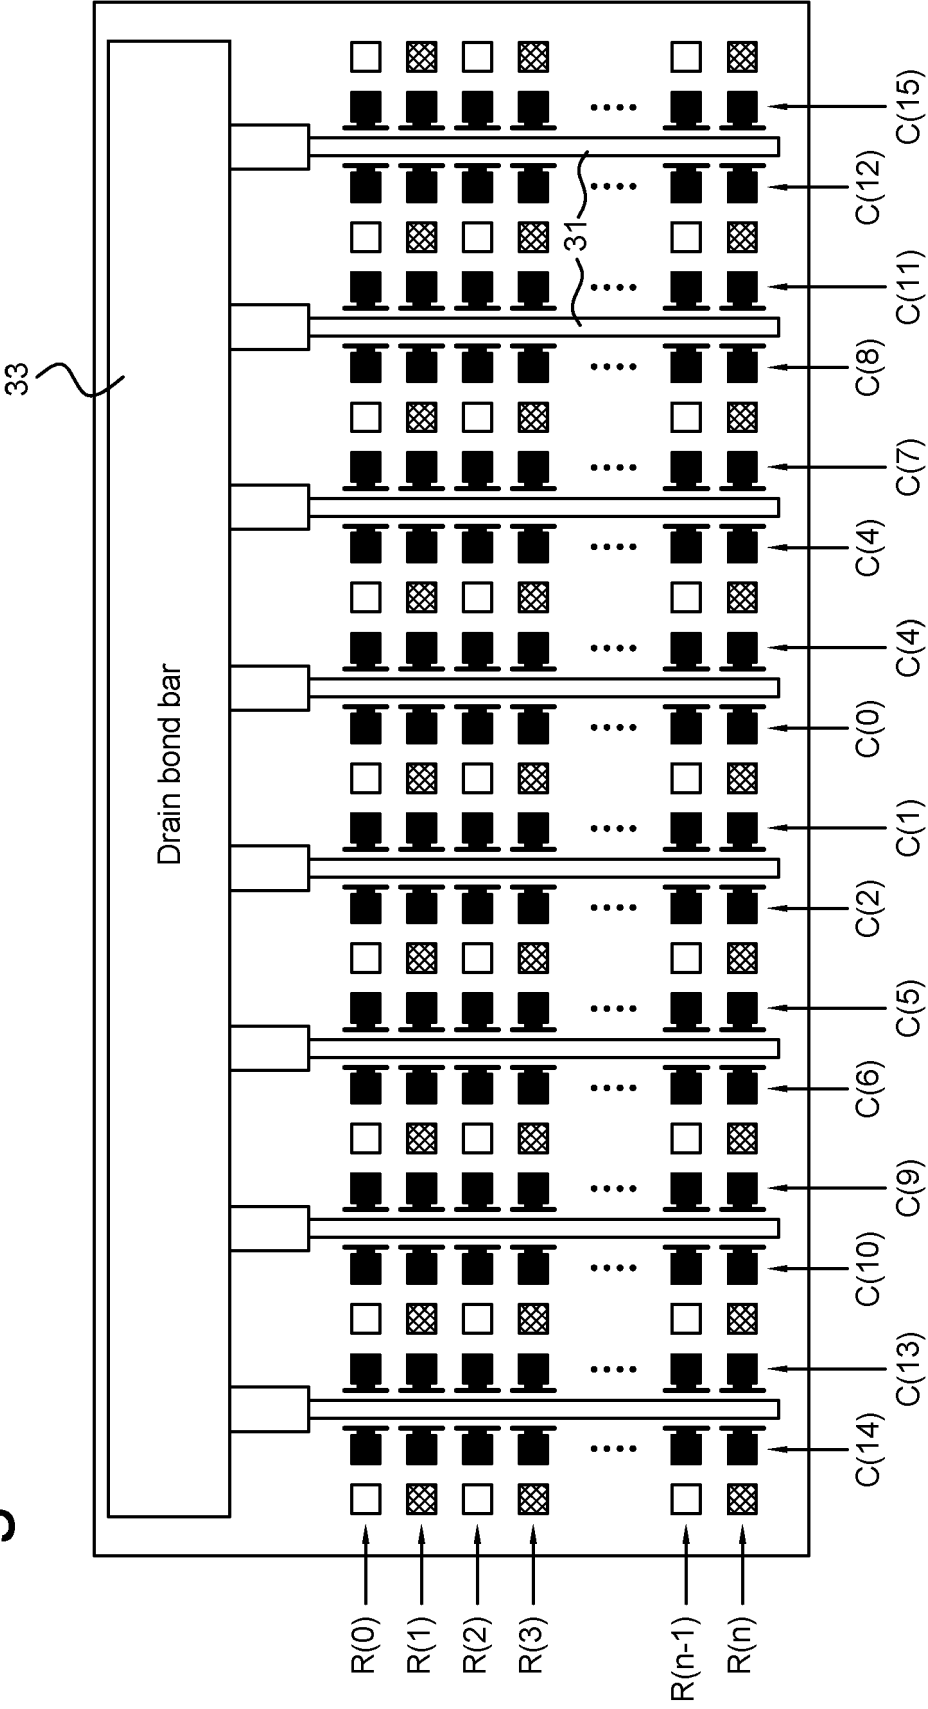 33
Drain bond bar
31
R(0)
R(1)
R(2)
R(3)
R(n-1)
R(n)
C(14)
C(13)
C(10)
C(9)
C(6)
C(5)
C(2)
C(1)
C(0)
C(4)
C(4)
C(7)
C(8)
C(11)
C(12)
C(15)